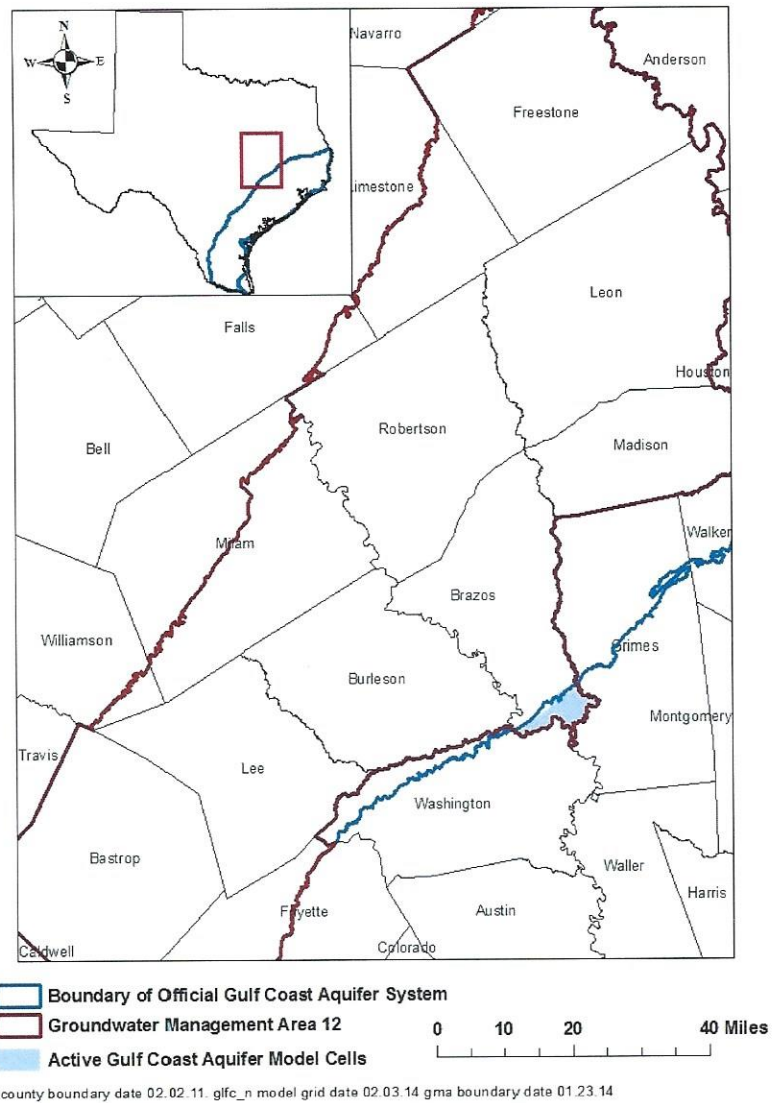 N
W E
S
Navarro
Anderson
Freestone
Limestone
Leon
Falls
Houston
Robertson
Madison
Bell
Milam
Walker
Brazos
Grimes
Williamson
Burleson
Montgomery
Travis
Lee
Washington
Bastrop
Waller
Harris
Fayette
Austin
Colorado
Caldwell
Boundary of Official Gulf Coast Aquifer System
Groundwater Management Area 12
Active Gulf Coast Aquifer Model Cells
0 10 20 40 Miles
county boundary date 02.02.11. glfc_n model grid date 02.03.14 gma boundary date 01.23.14